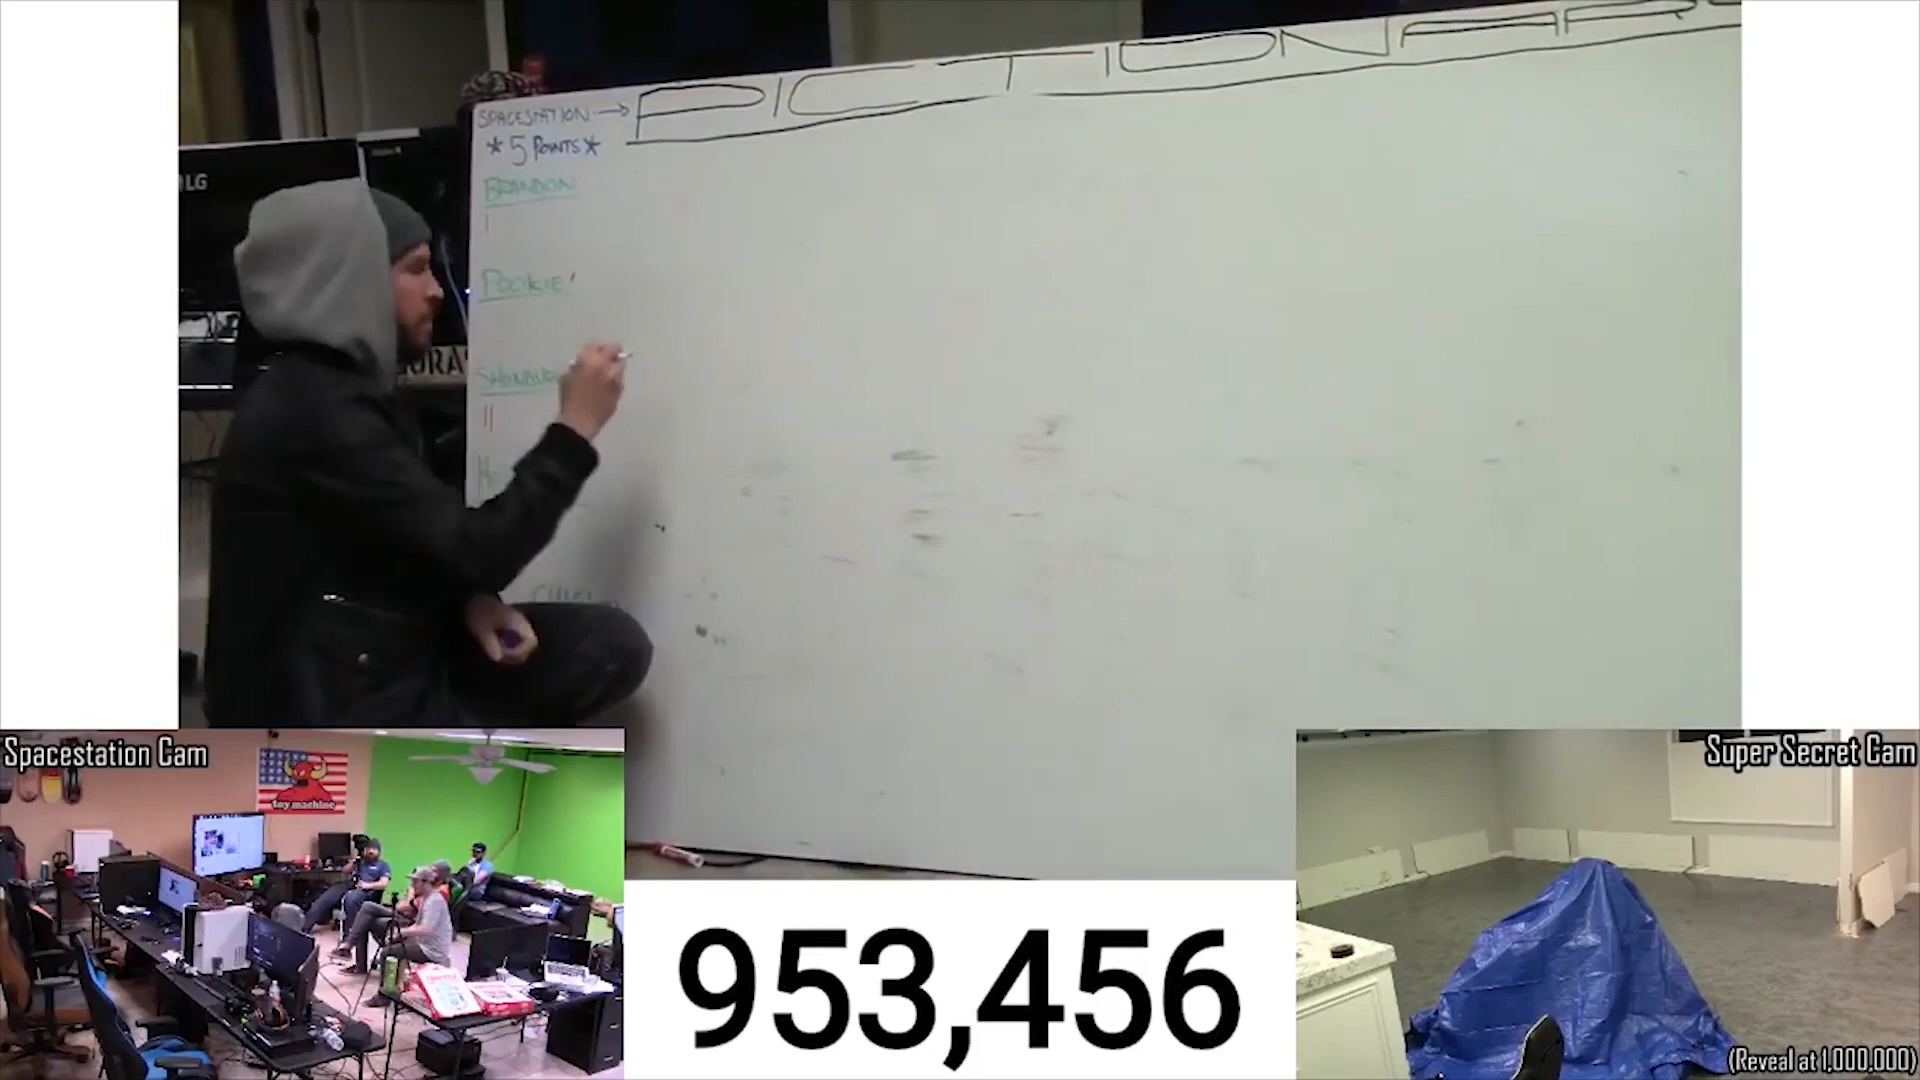 PICTIONARY
SPACESTATION →
* 5 POINTS *
BRANDON
POOKIE
LG
Spacestation Cam
toy machine
953,456
Super Secret Cam
(Reveal at 1,000,000)